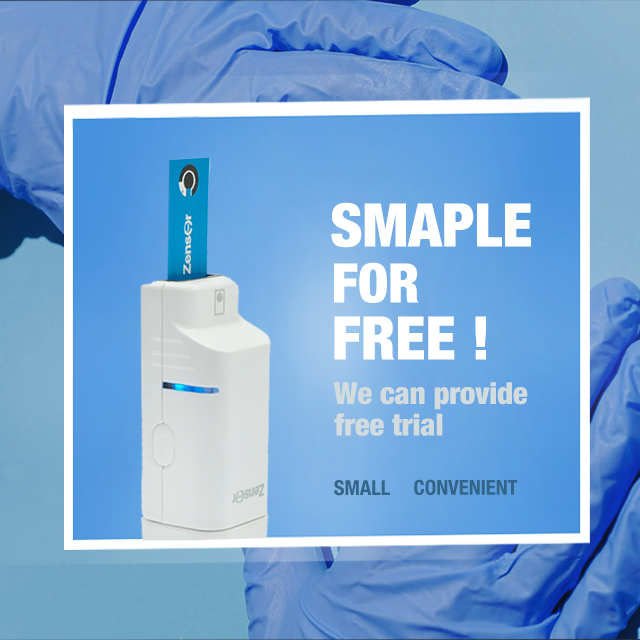 SMAPLE
FOR
FREE !
We can provide
free trial
SMALL CONVENIENT
Zensor
Zensor